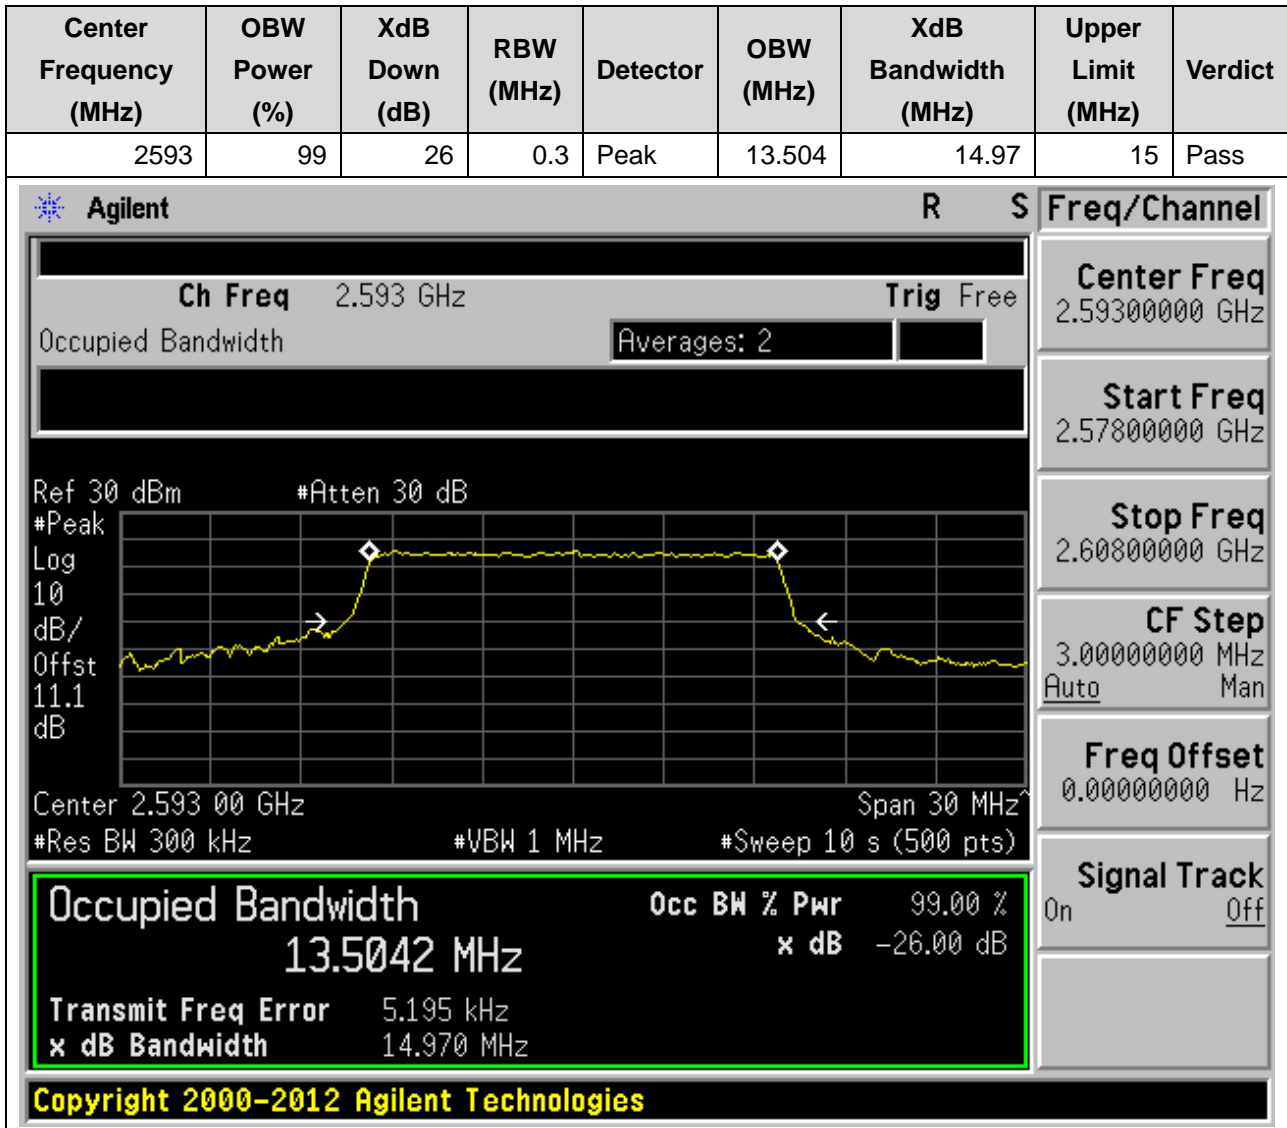 Center Frequency (MHz) OBW Power (%) XdB Down (dB) RBW (MHz) Detector OBW (MHz) XdB Bandwidth (MHz) Upper Limit (MHz) Verdict
2593 99 26 0.3 Peak 13.504 14.97 15 Pass
Agilent R S Freq/Channel
Ch Freq 2.593 GHz Trig Free
Occupied Bandwidth Averages: 2
Center Freq
2.59300000 GHz
Start Freq
2.57800000 GHz
Stop Freq
2.60800000 GHz
CF Step
3.00000000 MHz
Auto Man
Freq Offset
0.00000000 Hz
Signal Track
On Off
Ref 30 dBm #Atten 30 dB
#Peak
Log
10
dB/
Offst
11.1
dB
Center 2.593 00 GHz Span 30 MHz^
#Res BW 300 kHz #VBW 1 MHz #Sweep 10 s (500 pts)
Occupied Bandwidth Occ BW % Pwr 99.00 %
13.5042 MHz x dB -26.00 dB
Transmit Freq Error 5.195 kHz
x dB Bandwidth 14.970 MHz
Copyright 2000-2012 Agilent Technologies